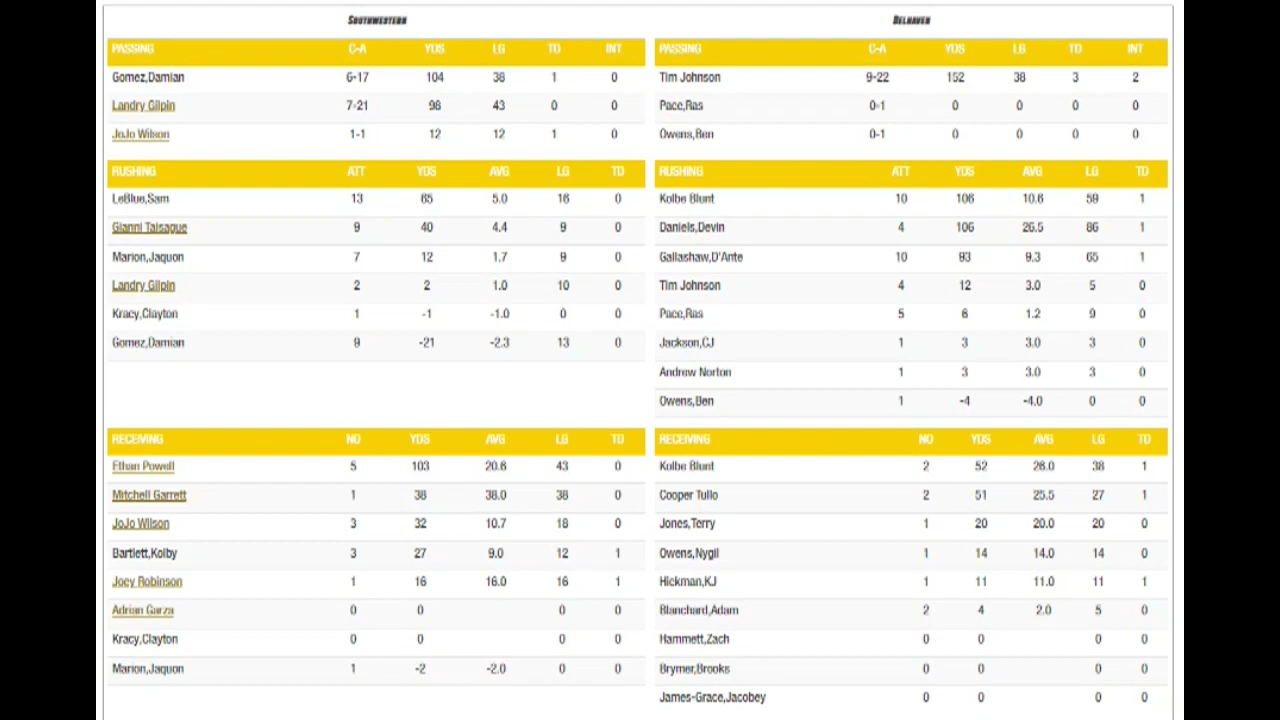 SOUTHWESTERN
PASSING C-A YDS LG TD INT
Gomez,Damian 6-17 104 38 1 0
Landry Gilpin 7-21 98 43 0 0
JoJo Wilson 1-1 12 12 1 0
RUSHING ATT YDS AVG LG TD
LeBlue,Sam 13 65 5.0 16 0
Gianni Taisague 9 40 4.4 9 0
Marion,Jaquon 7 12 1.7 9 0
Landry Gilpin 2 2 1.0 10 0
Kracy,Clayton 1 -1 -1.0 0 0
Gomez,Damian 9 -21 -2.3 13 0
RECEIVING NO YDS AVG LG TD
Ethan Powell 5 103 20.6 43 0
Mitchell Garrett 1 38 38.0 38 0
JoJo Wilson 3 32 10.7 18 0
Bartlett,Kolby 3 27 9.0 12 1
Joey Robinson 1 16 16.0 16 1
Adrian Garza 0 0 0 0
Kracy,Clayton 0 0 0 0
Marion,Jaquon 1 -2 -2.0 0 0
BELHAVEN
PASSING C-A YDS LG TD INT
Tim Johnson 9-22 152 38 3 2
Pace,Ras 0-1 0 0 0 0
Owens,Ben 0-1 0 0 0 0
RUSHING ATT YDS AVG LG TD
Kolbe Blunt 10 106 10.6 59 1
Daniels,Devin 4 106 26.5 86 1
Gallashaw,D'Ante 10 93 9.3 65 1
Tim Johnson 4 12 3.0 5 0
Pace,Ras 5 6 1.2 9 0
Jackson,CJ 1 3 3.0 3 0
Andrew Norton 1 3 3.0 3 0
Owens,Ben 1 -4 -4.0 0 0
RECEIVING NO YDS AVG LG TD
Kolbe Blunt 2 52 26.0 38 1
Cooper Tullo 2 51 25.5 27 1
Jones,Terry 1 20 20.0 20 0
Owens,Nygil 1 14 14.0 14 0
Hickman,KJ 1 11 11.0 11 1
Blanchard,Adam 2 4 2.0 5 0
Hammett,Zach 0 0 0 0
Brymer,Brooks 0 0 0 0
James-Grace,Jacobey 0 0 0 0